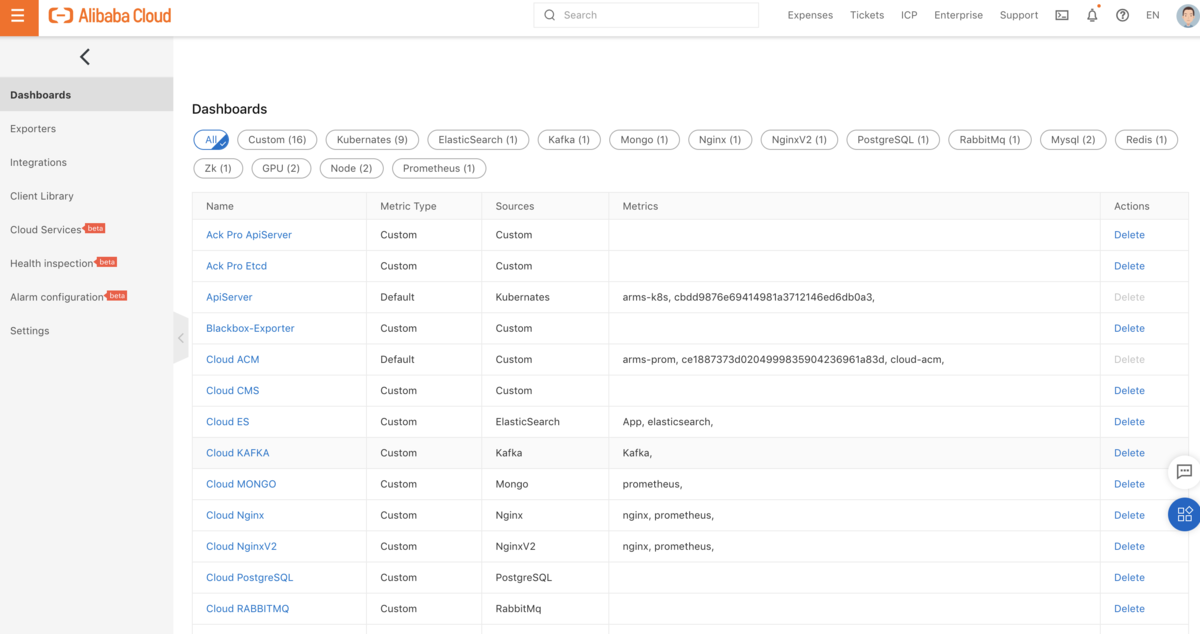 Alibaba Cloud Search Expenses Tickets ICP Enterprise Support EN
Dashboards
Exporters
Integrations
Client Library
Cloud Services beta
Health inspection beta
Alarm configuration beta
Settings
Dashboards
All Custom (16) Kubernates (9) ElasticSearch (1) Kafka (1) Mongo (1) Nginx (1) NginxV2 (1) PostgreSQL (1) RabbitMq (1) Mysql (2) Redis (1)
Zk (1) GPU (2) Node (2) Prometheus (1)
Name Metric Type Sources Metrics Actions
Ack Pro ApiServer Custom Custom Delete
Ack Pro Etcd Custom Custom Delete
ApiServer Default Kubernates arms-k8s, cbdd9876e69414981a3712146ed6db0a3, Delete
Blackbox-Exporter Custom Custom Delete
Cloud ACM Default Custom arms-prom, ce1887373d0204999835904236961a83d, cloud-acm, Delete
Cloud CMS Custom Custom Delete
Cloud ES Custom ElasticSearch App, elasticsearch, Delete
Cloud KAFKA Custom Kafka Kafka, Delete
Cloud MONGO Custom Mongo prometheus, Delete
Cloud Nginx Custom Nginx nginx, prometheus, Delete
Cloud NginxV2 Custom NginxV2 nginx, prometheus, Delete
Cloud PostgreSQL Custom PostgreSQL Delete
Cloud RABBITMQ Custom RabbitMq Delete